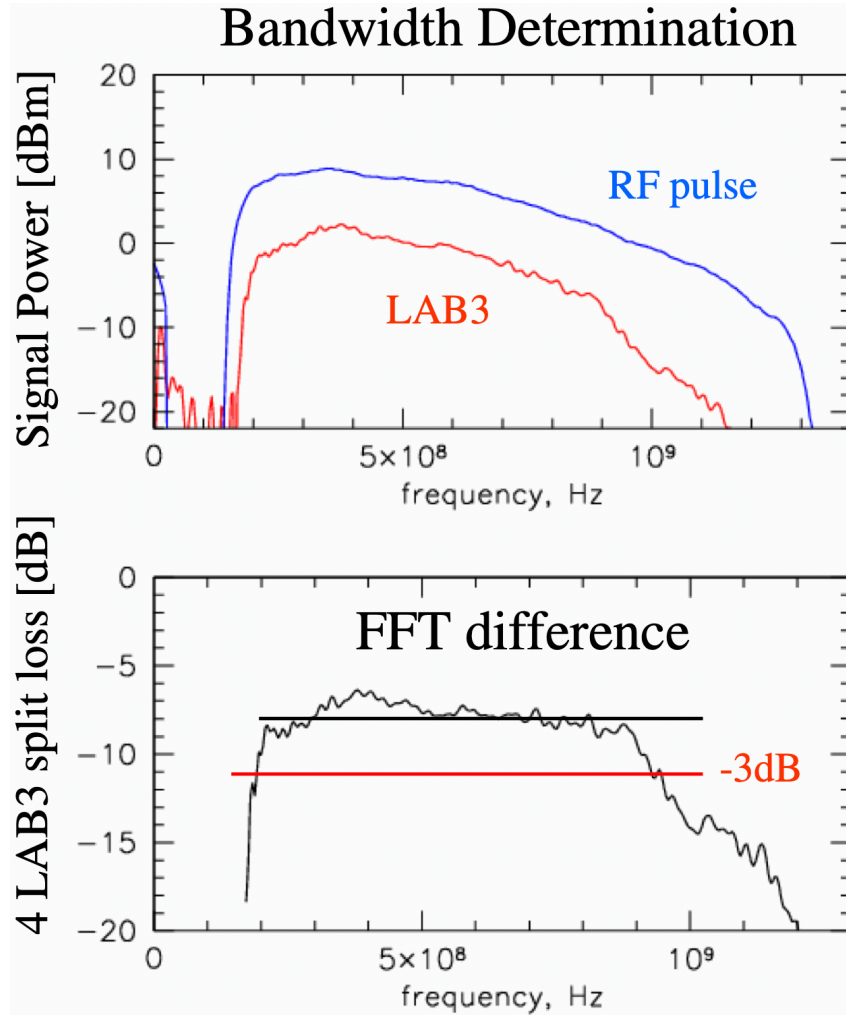 Bandwidth Determination
Signal Power [dBm]
20
10
0
−10
−20
RF pulse
LAB3
0
5×10⁸
10⁹
frequency, Hz
4 LAB3 split loss [dB]
0
−5
−10
−15
−20
FFT difference
-3dB
0
5×10⁸
10⁹
frequency, Hz